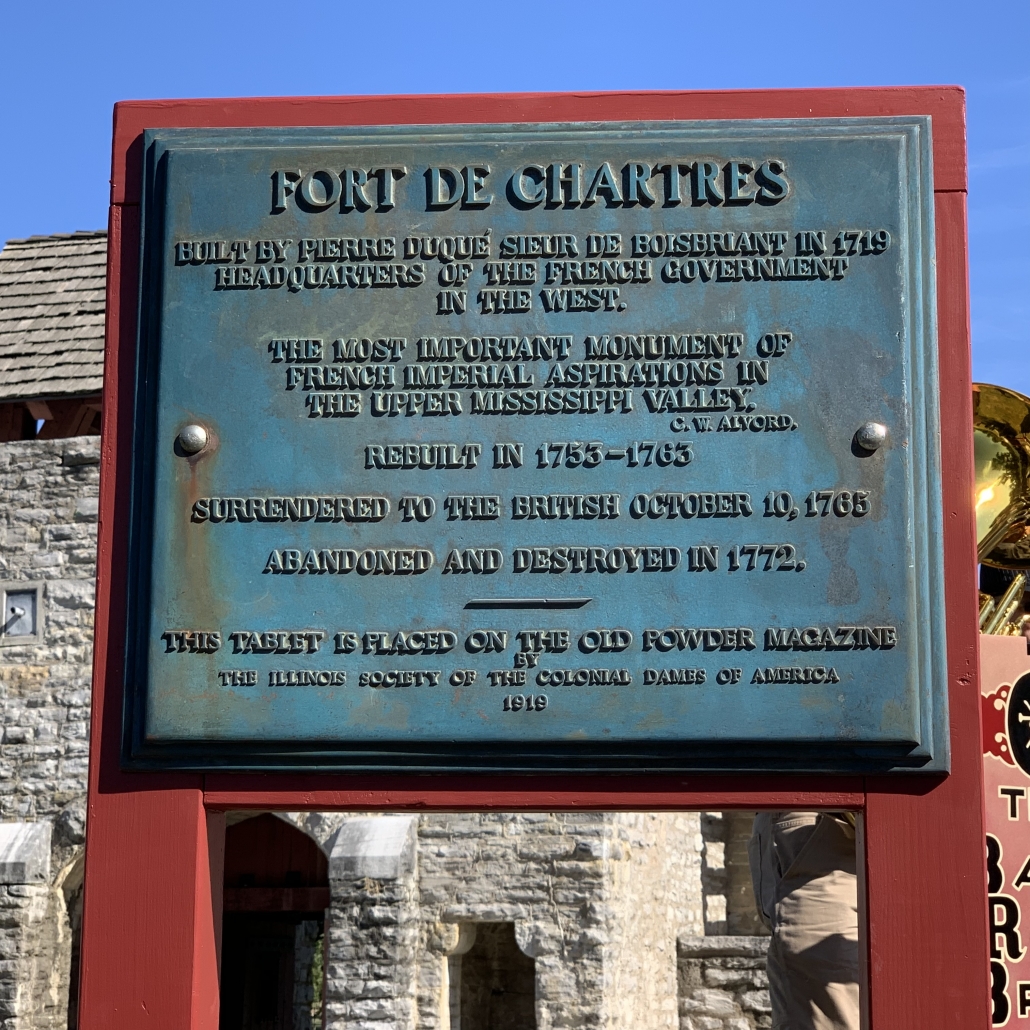 FORT DE CHARTRES
BUILT BY PIERRE DUQUÉ SIEUR DE BOISBRIANT IN 1719
HEADQUARTERS OF THE FRENCH GOVERNMENT
IN THE WEST.
THE MOST IMPORTANT MONUMENT OF
FRENCH IMPERIAL ASPIRATIONS IN
THE UPPER MISSISSIPPI VALLEY.
C. W. ALVORD.
REBUILT IN 1753–1763
SURRENDERED TO THE BRITISH OCTOBER 10, 1765
ABANDONED AND DESTROYED IN 1772.
THIS TABLET IS PLACED ON THE OLD POWDER MAGAZINE
BY
THE ILLINOIS SOCIETY OF THE COLONIAL DAMES OF AMERICA
1919